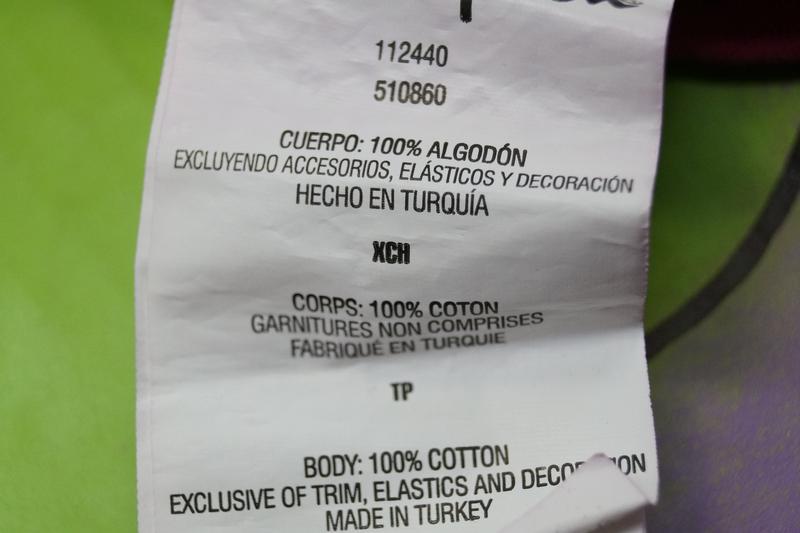 112440
510860
CUERPO: 100% ALGODÓN
EXCLUYENDO ACCESORIOS, ELÁSTICOS Y DECORACIÓN
HECHO EN TURQUÍA
XCH
CORPS: 100% COTON
GARNITURES NON COMPRISES
FABRIQUÉ EN TURQUIE
TP
BODY: 100% COTTON
EXCLUSIVE OF TRIM, ELASTICS AND
MADE IN TURKEY